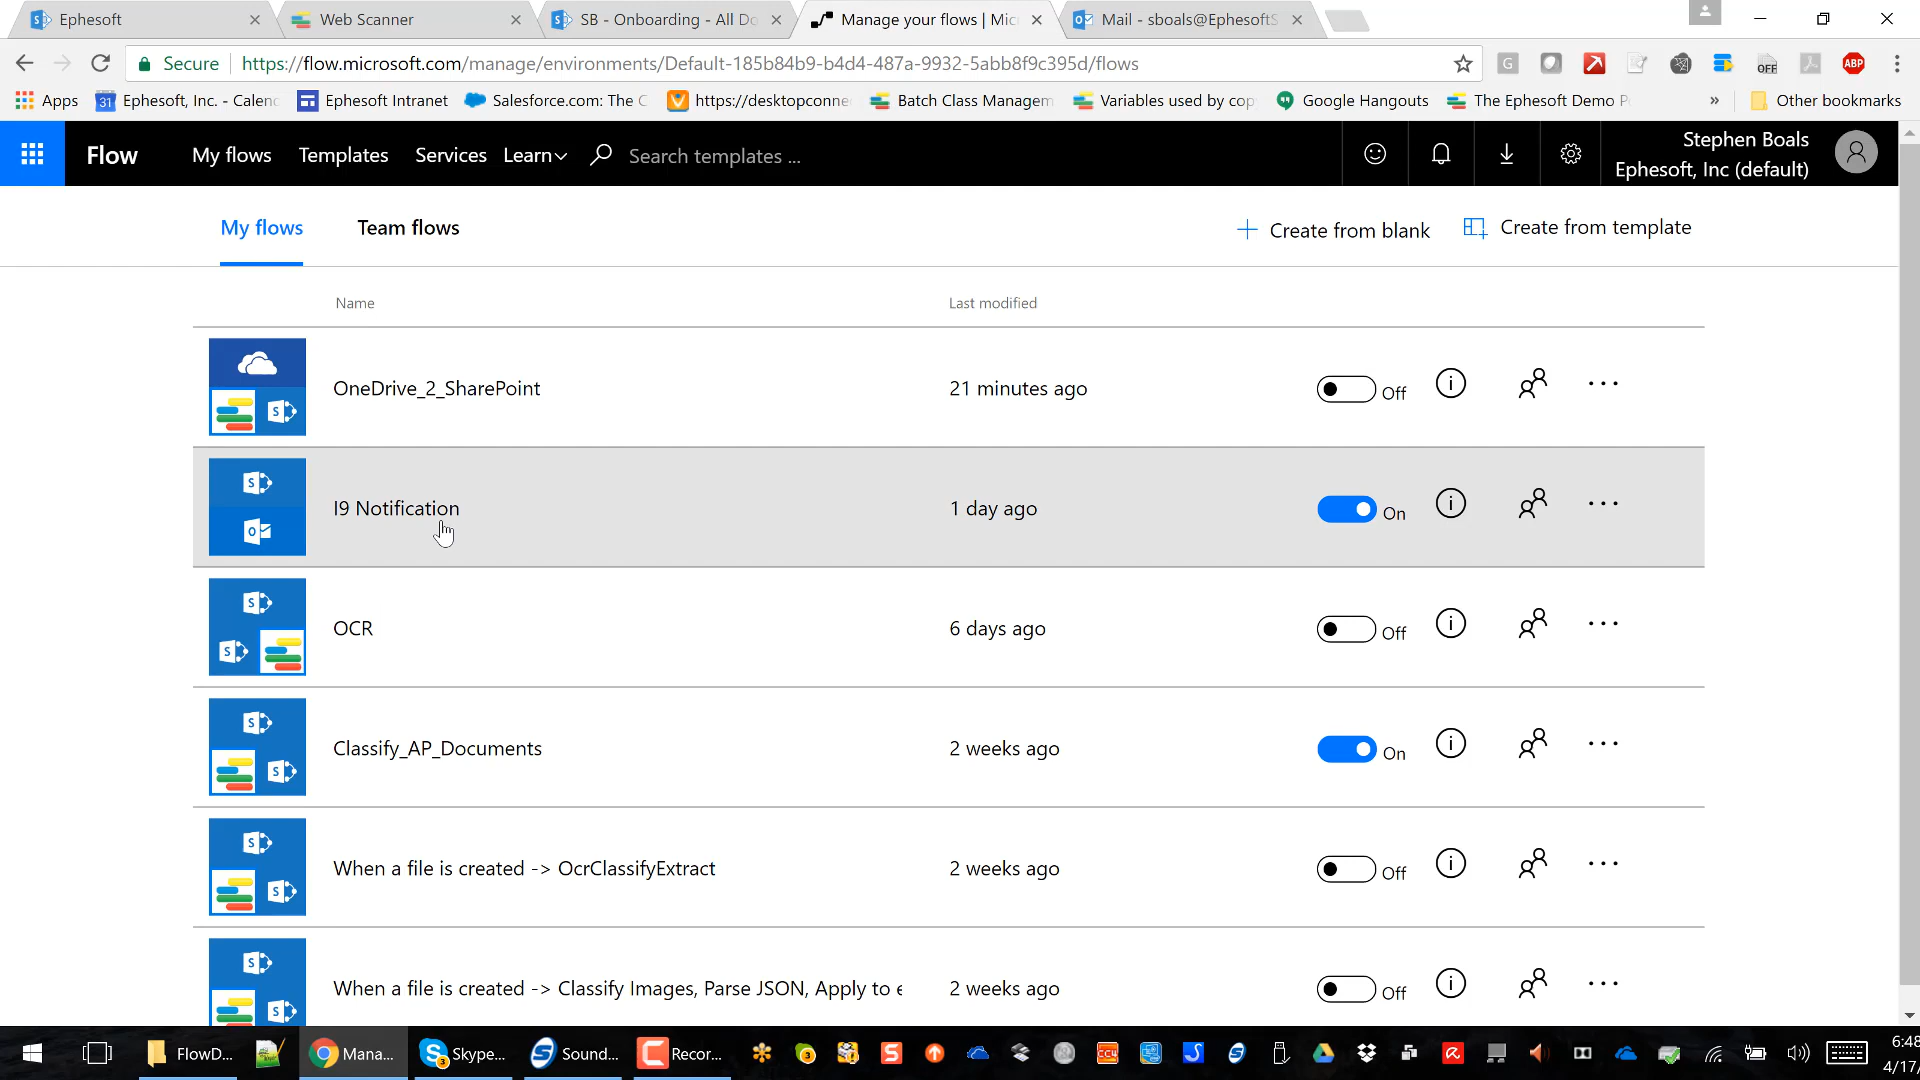 Ephesoft
Web Scanner
SB - Onboarding - All Do
Manage your flows | Mic
Mail - sboals@EphesoftS
Secure
https://flow.microsoft.com/manage/environments/Default-185b84b9-b4d4-487a-9932-5abb8f9c395d/flows
G
OFF
ABP
Apps
31
Ephesoft, Inc. - Calenc
Ephesoft Intranet
Salesforce.com: The C
https://desktopconne
Batch Class Managem
Variables used by cop
Google Hangouts
The Ephesoft Demo P
»
Other bookmarks
Flow
My flows
Templates
Services
Learn
Search templates ...
Stephen Boals
Ephesoft, Inc (default)
My flows
Team flows
Create from blank
Create from template
Name
Last modified
OneDrive_2_SharePoint
21 minutes ago
Off
I9 Notification
1 day ago
On
OCR
6 days ago
Off
Classify_AP_Documents
2 weeks ago
On
When a file is created -> OcrClassifyExtract
2 weeks ago
Off
When a file is created -> Classify Images, Parse JSON, Apply to e
2 weeks ago
Off
FlowD...
Mana...
Skype...
Sound...
Recor...
6:48
4/17/